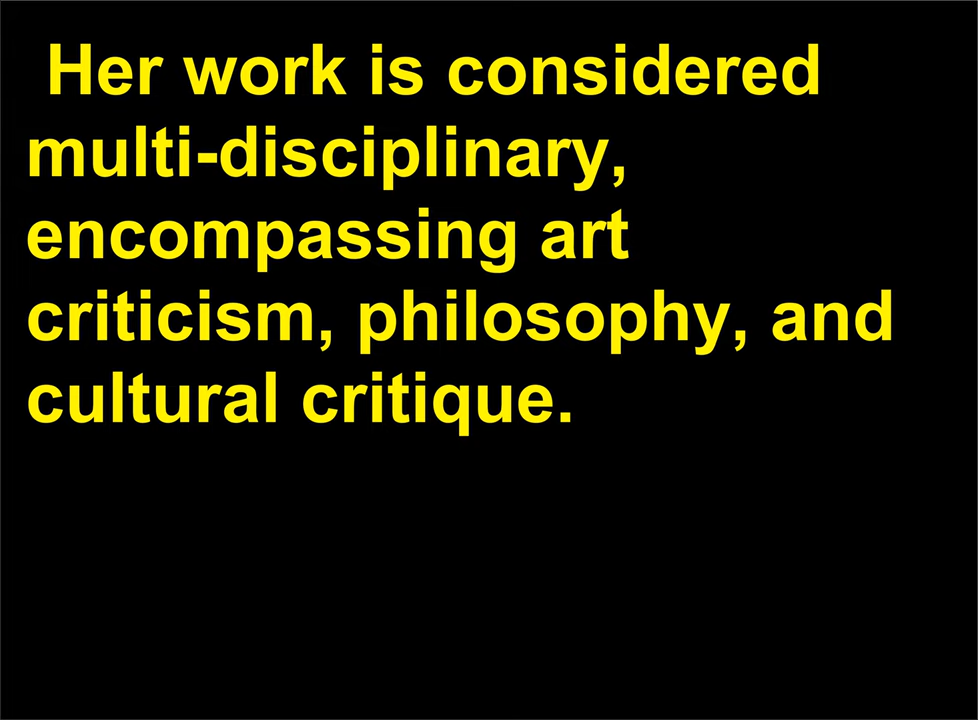 Her work is considered
multi-disciplinary,
encompassing art
criticism, philosophy, and
cultural critique.